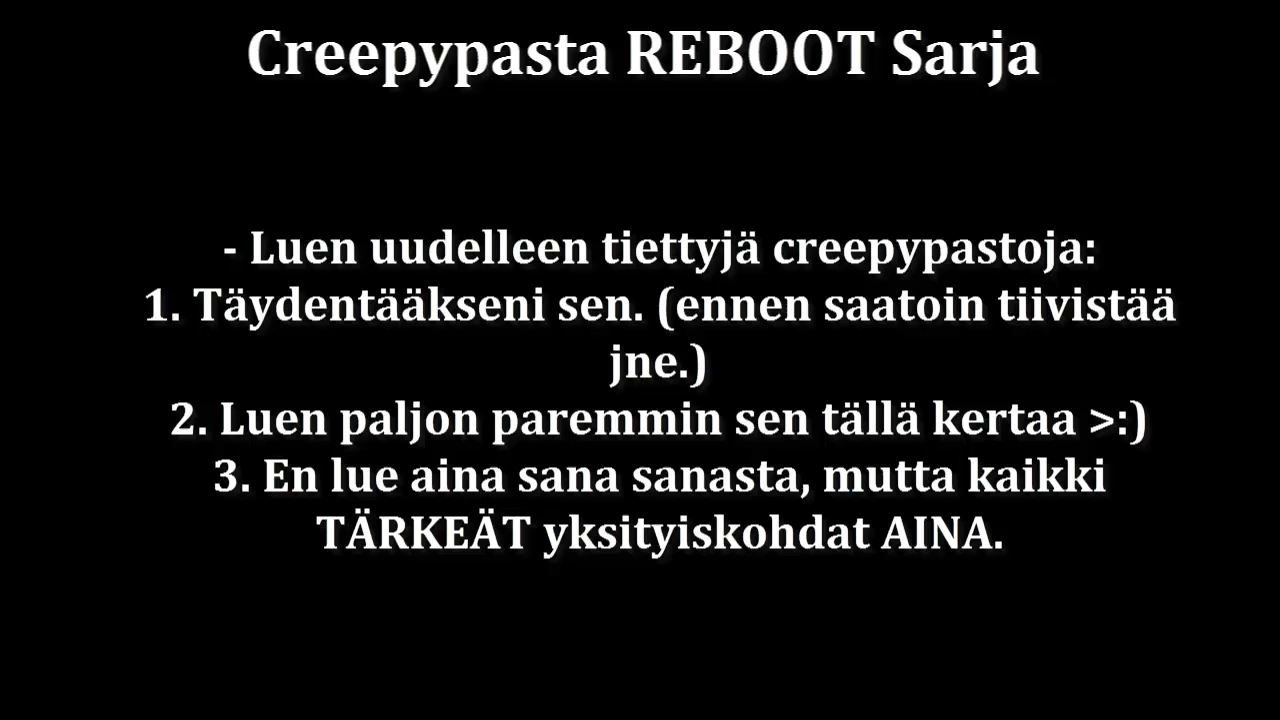 Creepypasta REBOOT Sarja
- Luen uudelleen tiettyjä creepypastoja:
1. Täydentääkseni sen. (ennen saatoin tiivistää
jne.)
2. Luen paljon paremmin sen tällä kertaa >:)
3. En lue aina sana sanasta, mutta kaikki
TÄRKEÄT yksityiskohdat AINA.